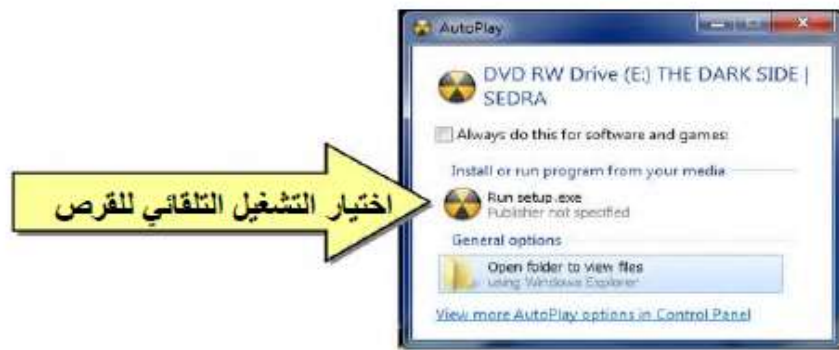 AutoPlay
DVD RW Drive (E:) THE DARK SIDE |
SEDRA
Always do this for software and games:
Install or run program from your media
اختيار التشغيل التلقائي للقرص
Run setup.exe
Publisher not specified
General options
Open folder to view files
using Windows Explorer
View more AutoPlay options in Control Panel